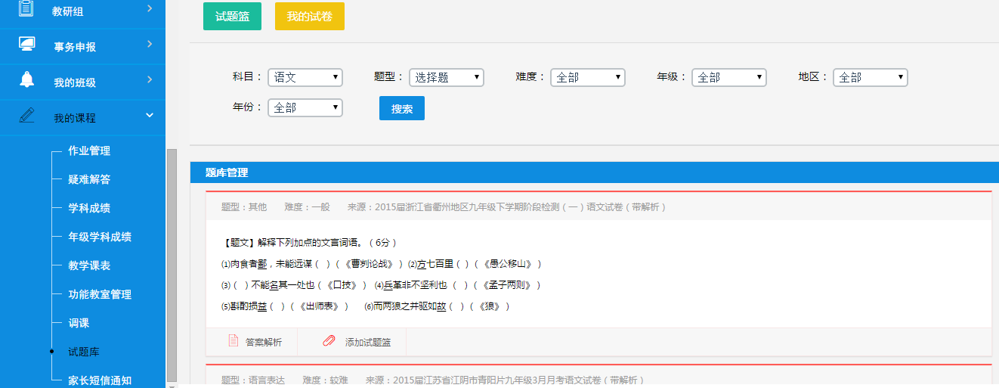 教研组
事务申报
我的班级
我的课程
作业管理
疑难解答
学科成绩
年级学科成绩
教学课表
功能教室管理
调课
试题库
家长短信通知
试题篮 我的试卷
科目： 语文 题型： 选择题 难度： 全部 年级： 全部 地区： 全部
年份： 全部 搜索
题库管理
题型：其他 难度：一般 来源：2015届浙江省衢州地区九年级下学期阶段检测（一）语文试卷（带解析）
【题文】解释下列加点的文言词语。（6分）
⑴肉食者鄙，未能远谋（ ）（《曹刿论战》）⑵方七百里（ ）（《愚公移山》）
⑶（ ）不能名其一处也（《口技》） ⑷兵革非不坚利也 （ ）（《孟子两则》）
⑸斟酌损益（ ）（《出师表》） ⑹而两狼之并驱如故（ ）（《狼》）
答案解析 添加试题篮
题型：语言表达 难度：较难 来源：2015届江苏省江阴市青阳片九年级3月月考语文试卷（带解析）